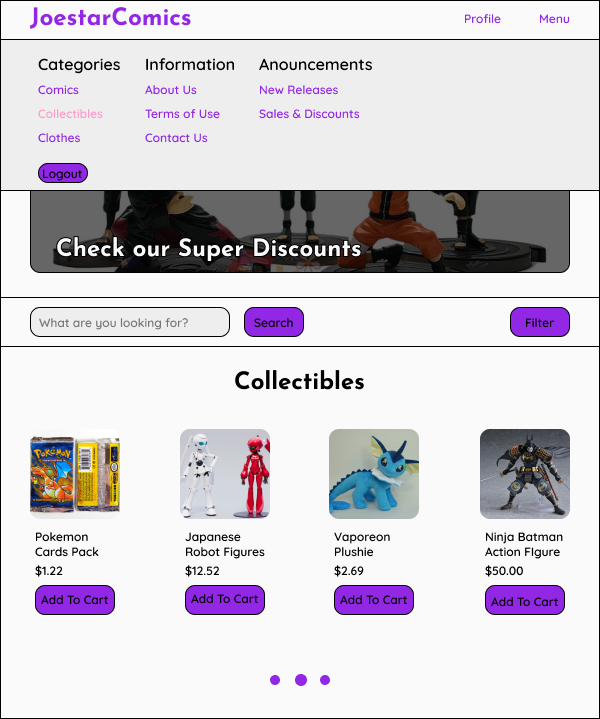 JoestarComics
Profile
Menu
Categories
Information
Anouncements
Comics
About Us
New Releases
Collectibles
Terms of Use
Sales & Discounts
Clothes
Contact Us
Logout
Check our Super Discounts
What are you looking for?
Search
Filter
Collectibles
POKéMON
Pokemon
Cards Pack
$1.22
Add To Cart
Japanese
Robot Figures
$12.52
Add To Cart
Vaporeon
Plushie
$2.69
Add To Cart
Ninja Batman
Action FIgure
$50.00
Add To Cart